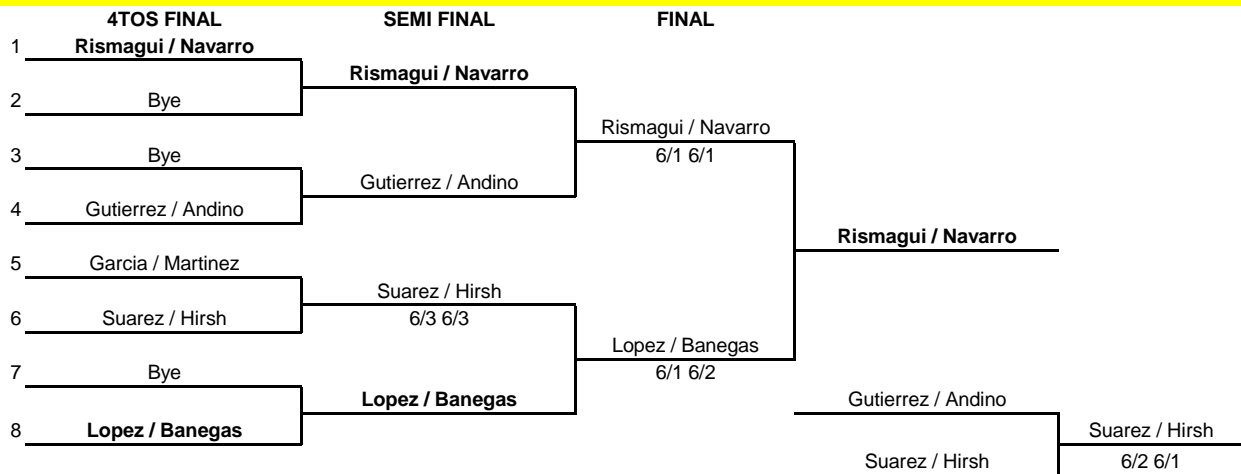 4TOS FINAL SEMI FINAL FINAL
1 Rismagui / Navarro
Rismagui / Navarro
2 Bye
Rismagui / Navarro
3 Bye 6/1 6/1
Gutierrez / Andino
4 Gutierrez / Andino
Rismagui / Navarro
5 Garcia / Martinez
Suarez / Hirsh
6 Suarez / Hirsh 6/3 6/3
Lopez / Banegas
7 Bye 6/1 6/2
Lopez / Banegas Gutierrez / Andino
8 Lopez / Banegas Suarez / Hirsh
Suarez / Hirsh 6/2 6/1